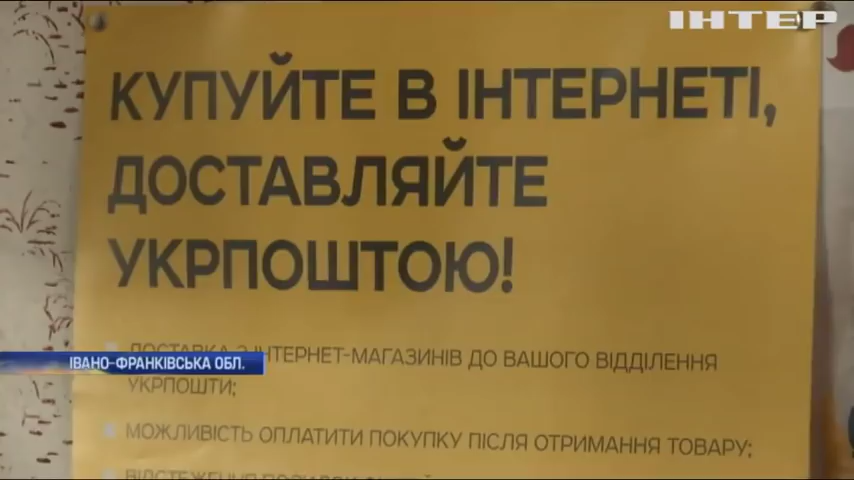 ІНТЕР
КУПУЙТЕ В ІНТЕРНЕТІ,
ДОСТАВЛЯЙТЕ
УКРПОШТОЮ!
ДОСТАВКА З ІНТЕРНЕТ-МАГАЗИНІВ ДО ВАШОГО ВІДДІЛЕННЯ
ІВАНО-ФРАНКІВСЬКА ОБЛ.
УКРПОШТИ;
МОЖЛИВІСТЬ ОПЛАТИТИ ПОКУПКУ ПІСЛЯ ОТРИМАННЯ ТОВАРУ;